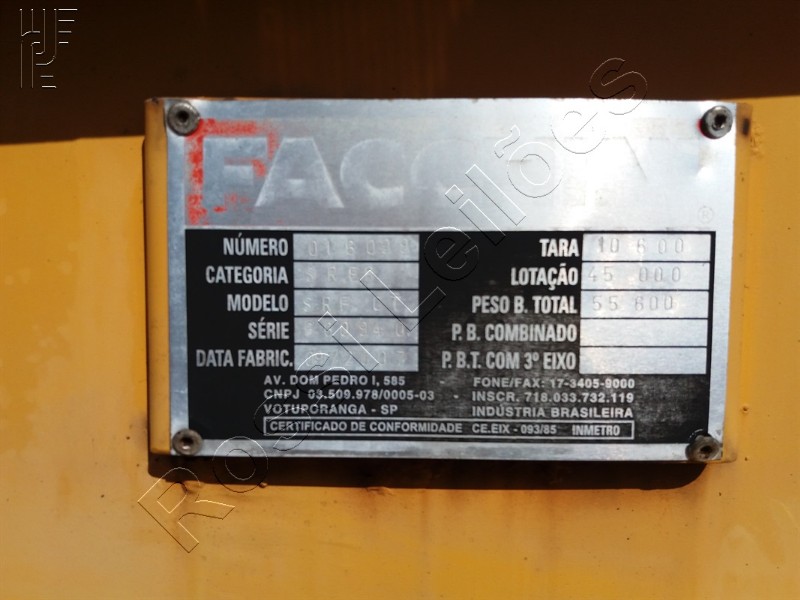 FACCHINI
®
NÚMERO TARA 10 600
CATEGORIA LOTAÇÃO 45 000
MODELO PESO B. TOTAL 55 600
SÉRIE P.B. COMBINADO
DATA FABRIC. P.B.T. COM 3º EIXO
AV. DOM PEDRO I, 585 FONE/FAX: 17-3405-9000
CNPJ 03.509.978/0005-03 - INSCR. 718.033.732.119
VOTUPORANGA - SP INDÚSTRIA BRASILEIRA
CERTIFICADO DE CONFORMIDADE CE.EIX - 093/85 INMETRO
Rossi Leilões